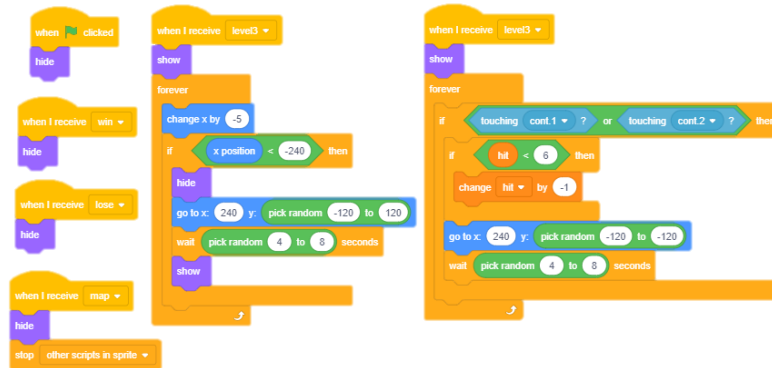 when clicked
hide
when I receive win
hide
when I receive lose
hide
when I receive map
hide
stop other scripts in sprite
when I receive level3
show
forever
change x by -5
if x position < -240 then
hide
go to x: 240 y: pick random -120 to 120
wait pick random 4 to 8 seconds
show
when I receive level3
show
forever
if touching cont.1 ? or touching cont.2 ? then
if hit < 6 then
change hit by -1
go to x: 240 y: pick random -120 to -120
wait pick random 4 to 8 seconds